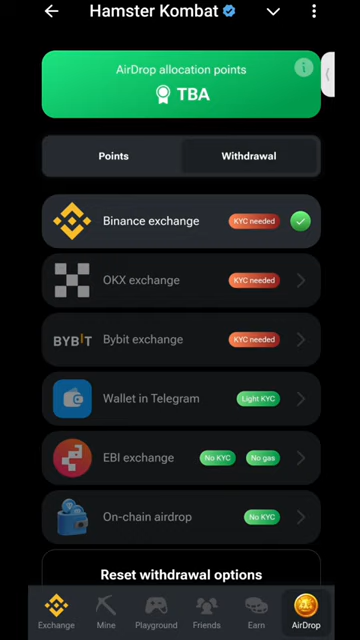 Hamster Kombat
AirDrop allocation points
TBA
Points
Withdrawal
Binance exchange
KYC needed
OKX exchange
KYC needed
BYBIT
Bybit exchange
KYC needed
Wallet in Telegram
Light KYC
EBI exchange
No KYC
No gas
On-chain airdrop
No KYC
Reset withdrawal options
Exchange
Mine
Playground
Friends
Earn
AirDrop